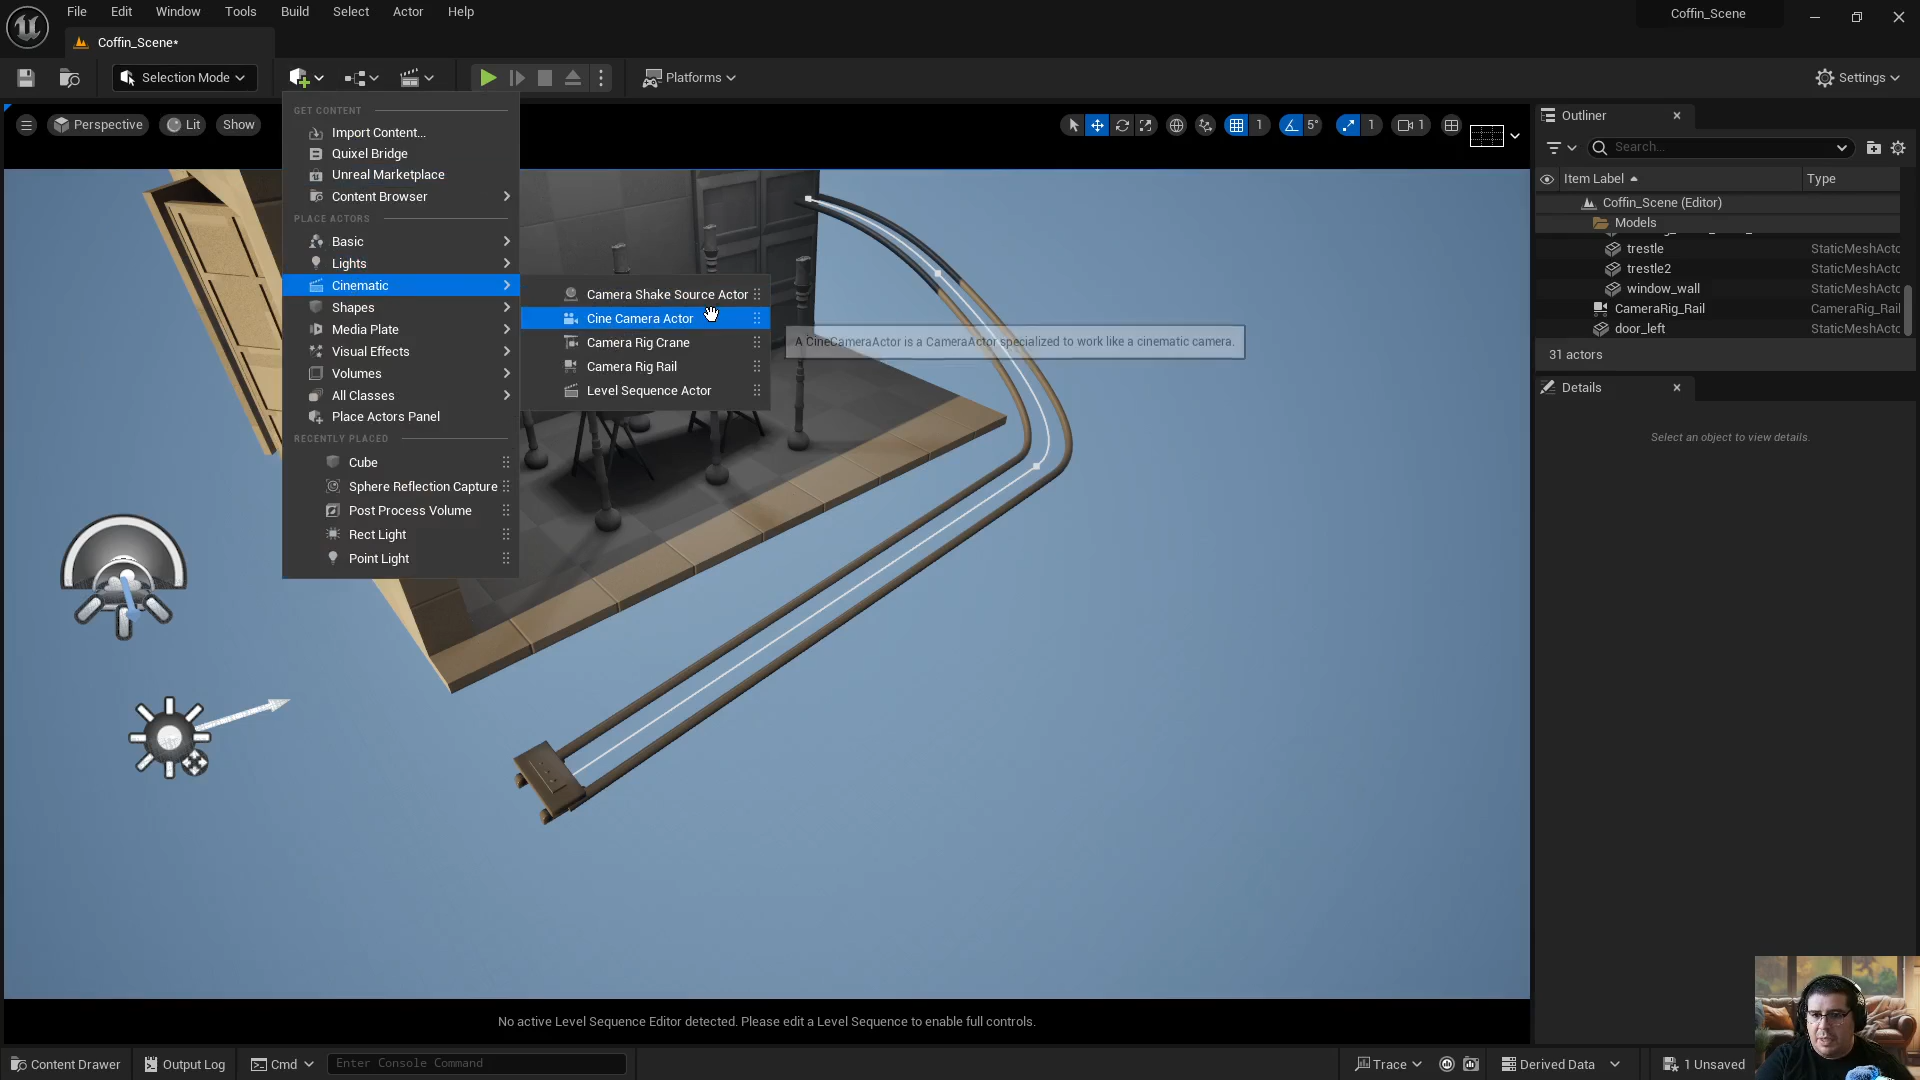 File Edit Window Tools Build Select Actor Help
Coffin_Scene
Coffin_Scene*
Selection Mode
Platforms
Settings
Perspective Lit Show
1 5° 1 1
GET CONTENT
Import Content...
Quixel Bridge
Unreal Marketplace
Content Browser
PLACE ACTORS
Basic
Lights
Cinematic
Shapes
Media Plate
Visual Effects
Volumes
All Classes
Place Actors Panel
RECENTLY PLACED
Cube
Sphere Reflection Capture
Post Process Volume
Rect Light
Point Light
Camera Shake Source Actor
Cine Camera Actor
Camera Rig Crane
Camera Rig Rail
Level Sequence Actor
A CineCameraActor is a CameraActor specialized to work like a cinematic camera.
Outliner
Search...
Item Label Type
Coffin_Scene (Editor)
Models
trestle StaticMeshActo
trestle2 StaticMeshActo
window_wall StaticMeshActo
CameraRig_Rail CameraRig_Rail
door_left StaticMeshActo
31 actors
Details
Select an object to view details.
No active Level Sequence Editor detected. Please edit a Level Sequence to enable full controls.
Content Drawer Output Log Cmd Enter Console Command Trace Derived Data 1 Unsaved